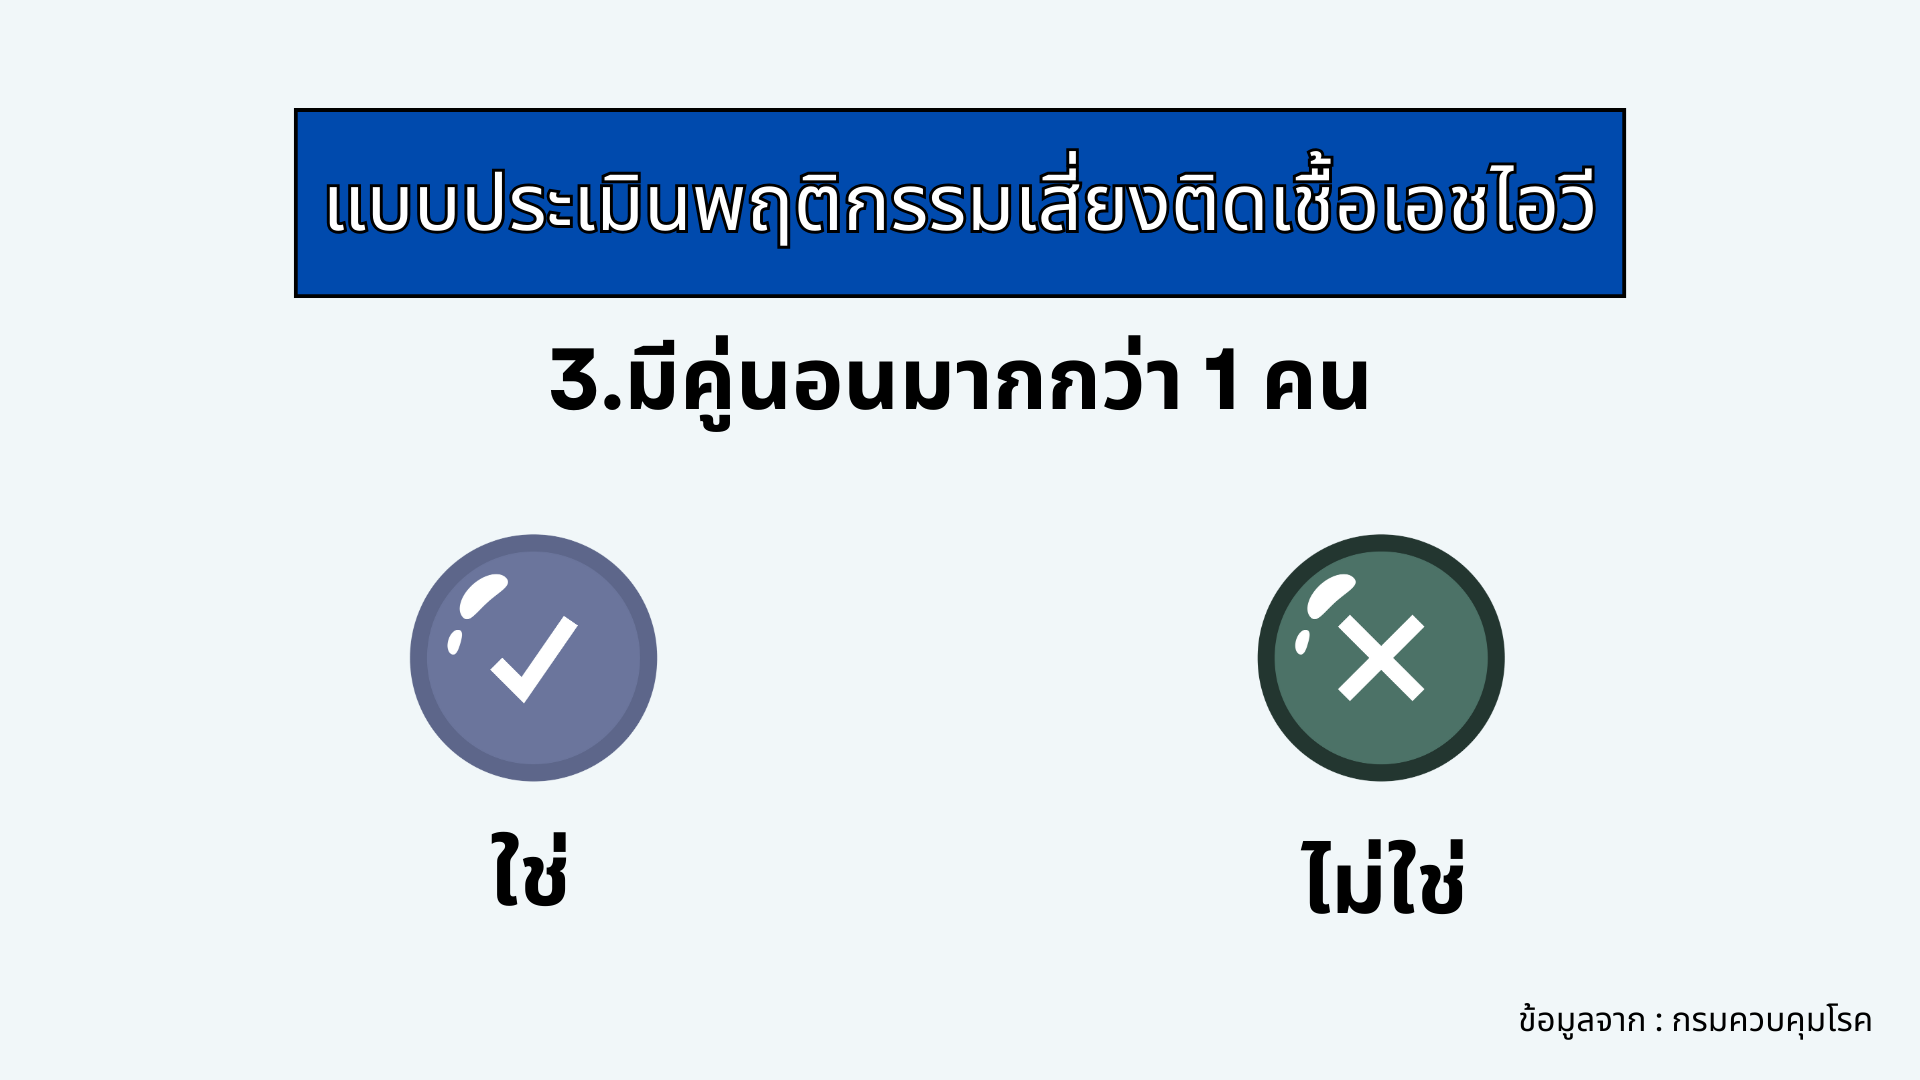 แบบประเมินพฤติกรรมเสี่ยงติดเชื้อเอชไอวี
3.มีคู่นอนมากกว่า 1 คน
ใช่
ไม่ใช่
ข้อมูลจาก : กรมควบคุมโรค